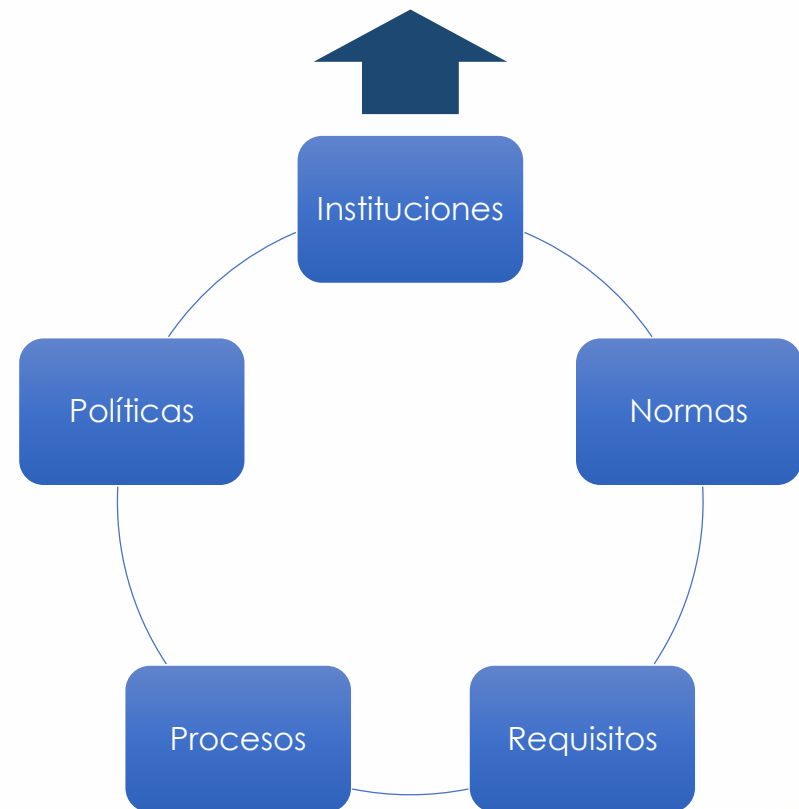 Instituciones
Normas
Requisitos
Procesos
Políticas